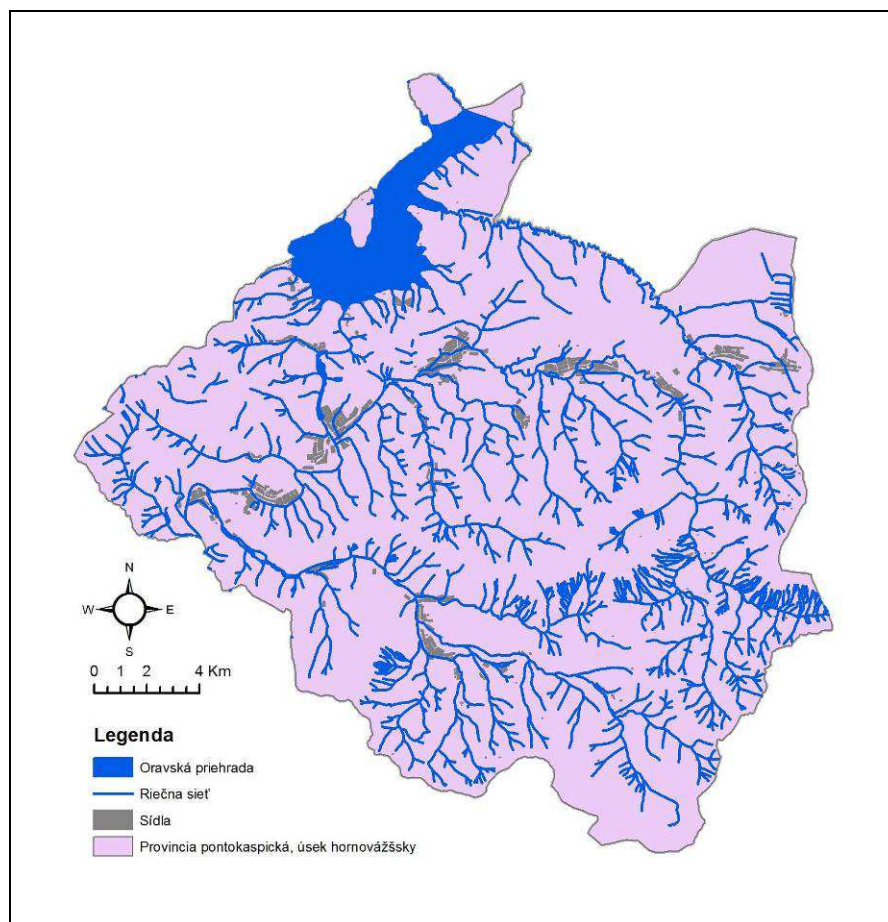 N
W E
S
0 1 2 4 Km
Legenda
Oravská priehrada
Riečna sieť
Sídla
Provincia pontokaspická, úsek hornovážšsky